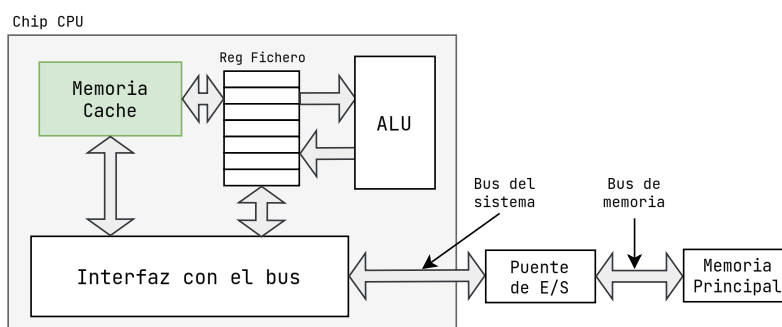 Chip CPU
Reg Fichero
Memoria
Cache
ALU
Bus del
sistema
Bus de
memoria
Interfaz con el bus
Puente
de E/S
Memoria
Principal